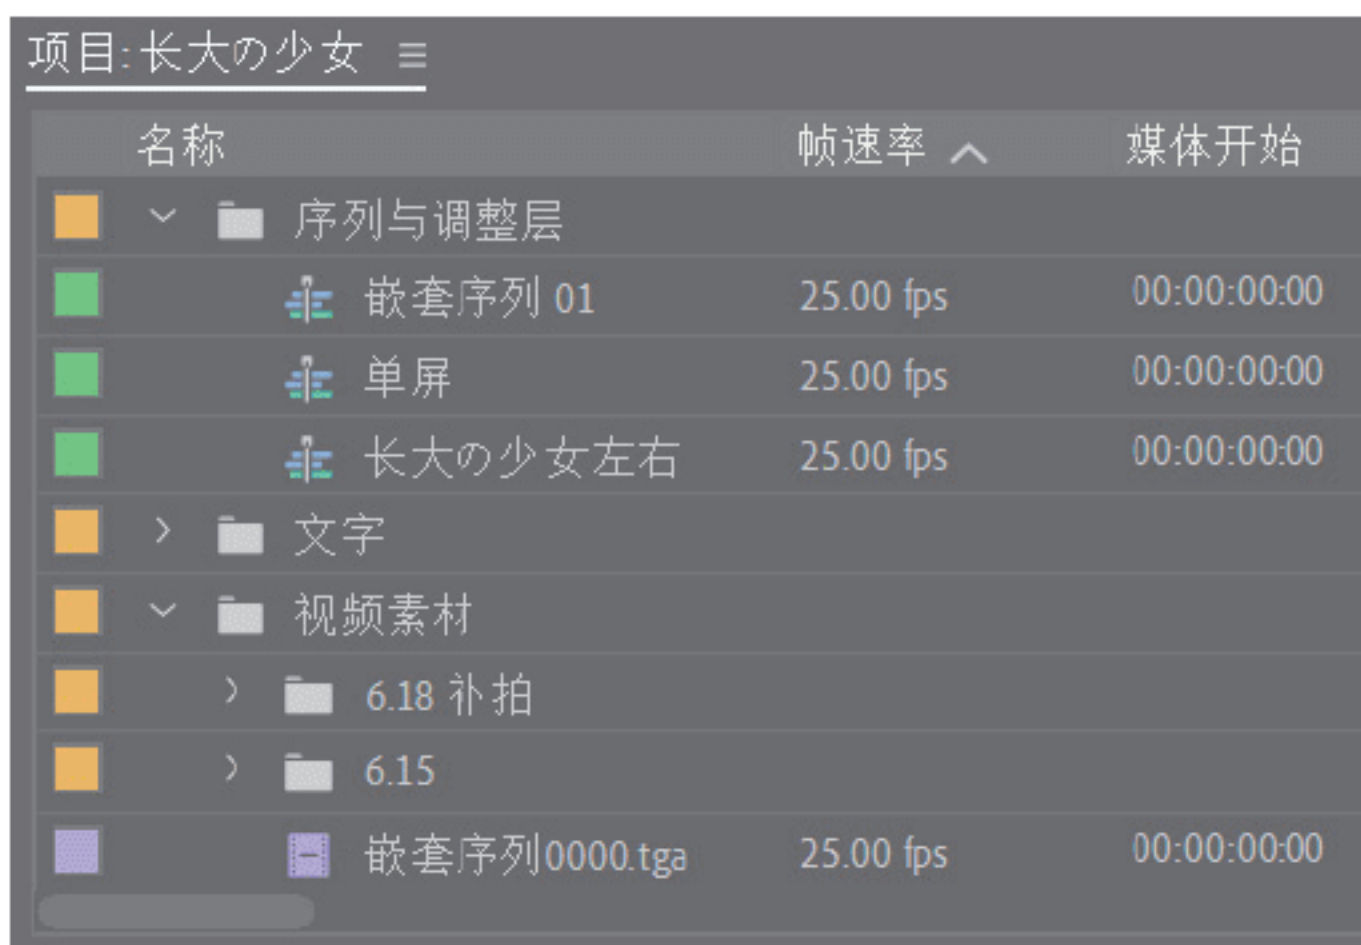 项目:长大の少女
名称 帧速率 媒体开始
序列与调整层
嵌套序列 01 25.00 fps 00:00:00:00
单屏 25.00 fps 00:00:00:00
长大の少女左右 25.00 fps 00:00:00:00
文字
视频素材
6.18 补拍
6.15
嵌套序列0000.tga 25.00 fps 00:00:00:00